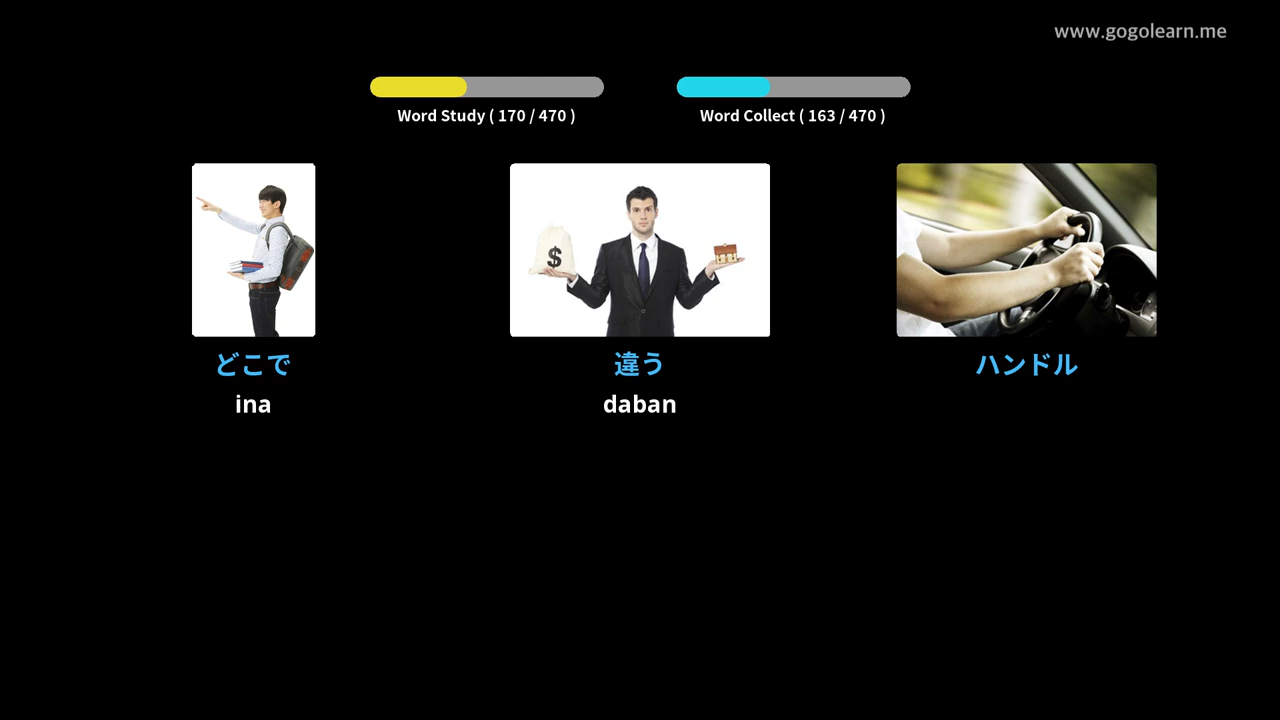 www.gogolearn.me
Word Study ( 170 / 470 )
Word Collect ( 163 / 470 )
$
どこで
違う
ハンドル
ina
daban